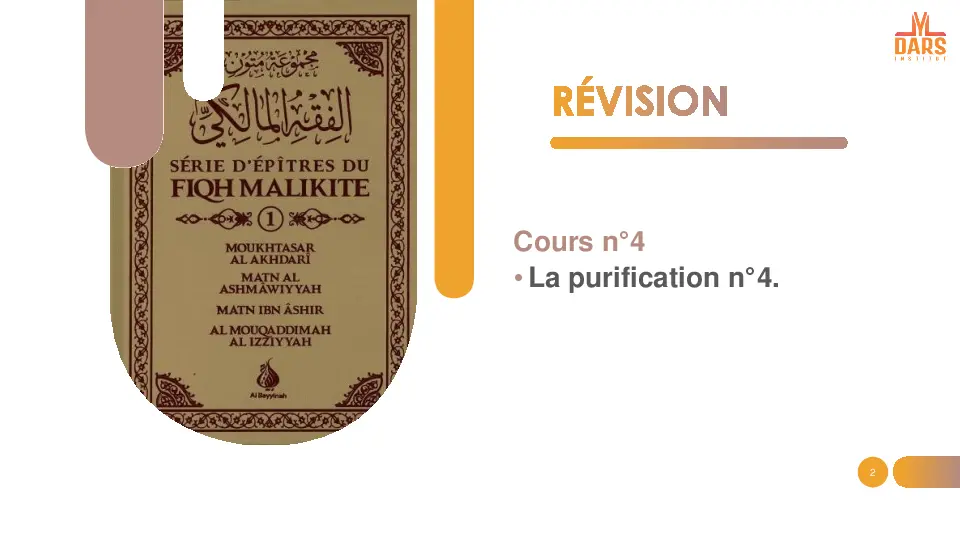 مجموعة متون
الفقه المالكي
SÉRIE D'ÉPÎTRES DU
FIQH MALIKITE
1
MOUKHTASAR
AL AKHDARÎ
MATN AL
ASHMÂWIYYAH
MATN IBN ÂSHIR
AL MOUQADDIMAH
AL IZZIYYAH
Al Bayyinah
M
DARS
INSTITUT
RÉVISION
Cours n°4
• La purification n°4.
2